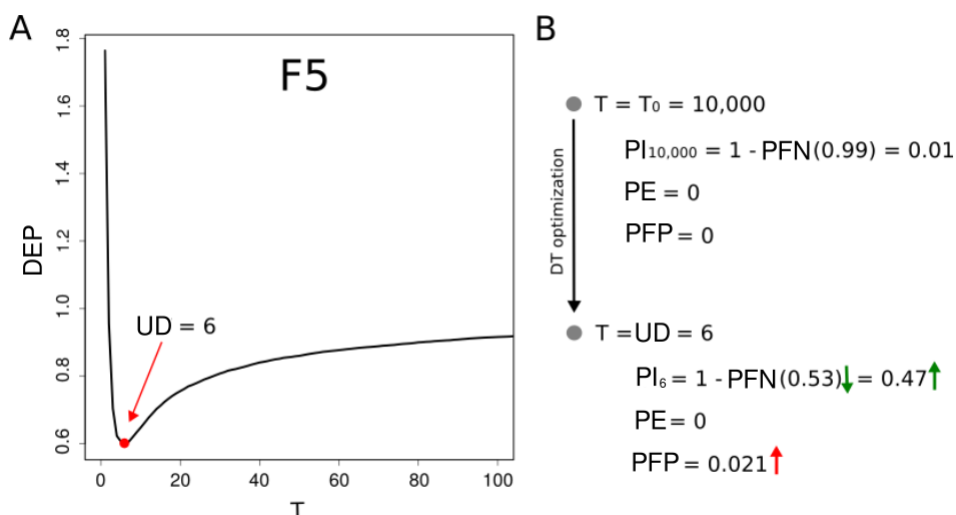 A
F5
DEP
1.8
1.6
1.4
1.2
1.0
0.8
0.6
UD = 6
0
20
40
60
80
100
T
B
T = T₀ = 10,000
PI₁₀,₀₀₀ = 1 - PFN(0.99) = 0.01
PE = 0
PFP = 0
DT optimization
T = UD = 6
PI₆ = 1 - PFN(0.53)↓ = 0.47↑
PE = 0
PFP = 0.021↑